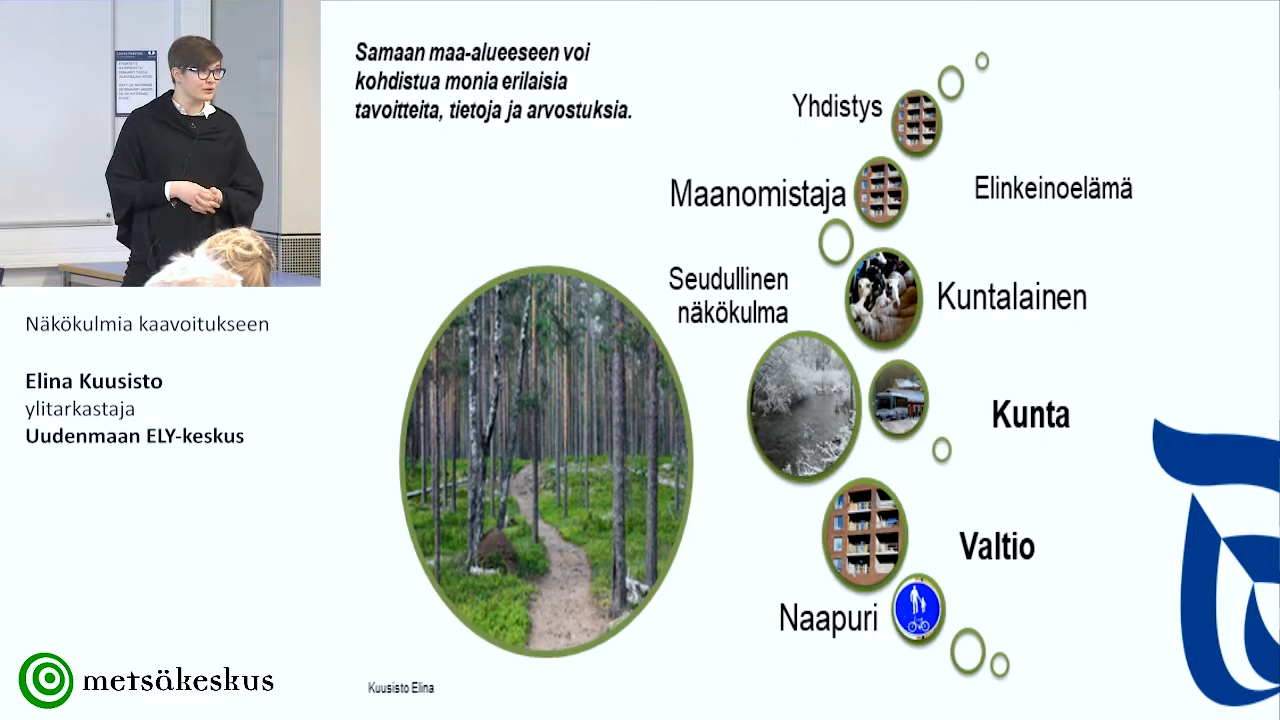 Samaan maa-alueeseen voi
kohdistua monia erilaisia
tavoitteita, tietoja ja arvostuksia.
Yhdistys
Maanomistaja
Elinkeinoelämä
Seudullinen
näkökulma
Kuntalainen
Kunta
Valtio
Naapuri
Kuusisto Elina
Näkökulmia kaavoitukseen
Elina Kuusisto
ylitarkastaja
Uudenmaan ELY-keskus
metsäkeskus